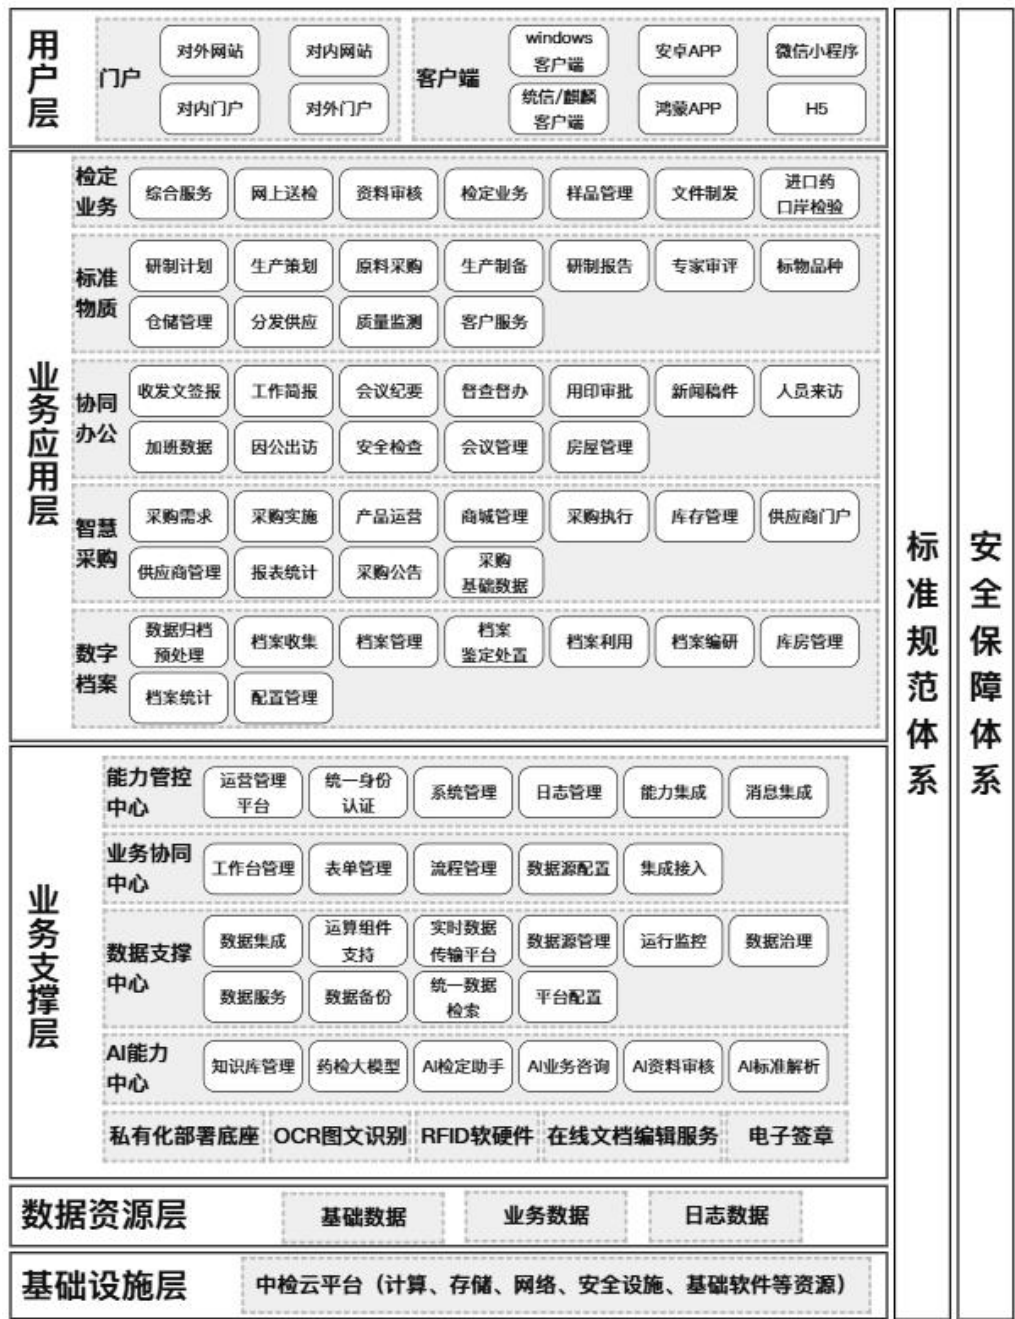 用户层
门户
对外网站
对内网站
对内门户
对外门户
客户端
windows
客户端
安卓APP
微信小程序
统信/麒麟
客户端
鸿蒙APP
H5
业务应用层
检定
业务
综合服务
网上送检
资料审核
检定业务
样品管理
文件制发
进口药
口岸检验
标准
物质
研制计划
生产策划
原料采购
生产制备
研制报告
专家审评
标物品种
仓储管理
分发供应
质量监测
客户服务
协同
办公
收发文签报
工作简报
会议纪要
督查督办
用印审批
新闻稿件
人员来访
加班数据
因公出访
安全检查
会议管理
房屋管理
智慧
采购
采购需求
采购实施
产品运营
商城管理
采购执行
库存管理
供应商门户
供应商管理
报表统计
采购公告
采购
基础数据
数字
档案
数据归档
预处理
档案收集
档案管理
档案
鉴定处置
档案利用
档案编研
库房管理
档案统计
配置管理
业务支撑层
能力管控
中心
运营管理
平台
统一身份
认证
系统管理
日志管理
能力集成
消息集成
业务协同
中心
工作台管理
表单管理
流程管理
数据源配置
集成接入
数据支撑
中心
数据集成
运算组件
支持
实时数据
传输平台
数据源管理
运行监控
数据治理
数据服务
数据备份
统一数据
检索
平台配置
AI能力
中心
知识库管理
药检大模型
AI检定助手
AI业务咨询
AI资料审核
AI标准解析
私有化部署底座
OCR图文识别
RFID软硬件
在线文档编辑服务
电子签章
数据资源层
基础数据
业务数据
日志数据
基础设施层
中检云平台（计算、存储、网络、安全设施、基础软件等资源）
标准规范体系
安全保障体系